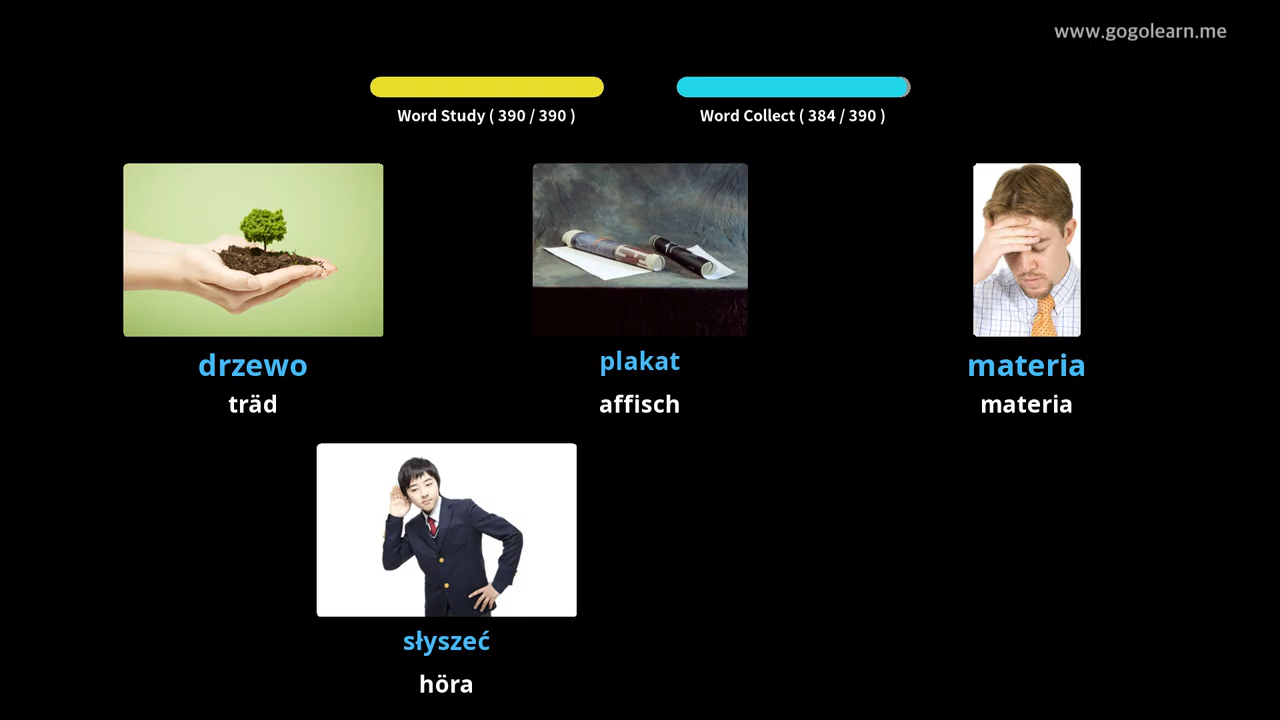 www.gogolearn.me
Word Study ( 390 / 390 )
Word Collect ( 384 / 390 )
drzewo
träd
plakat
affisch
materia
materia
słyszeć
höra